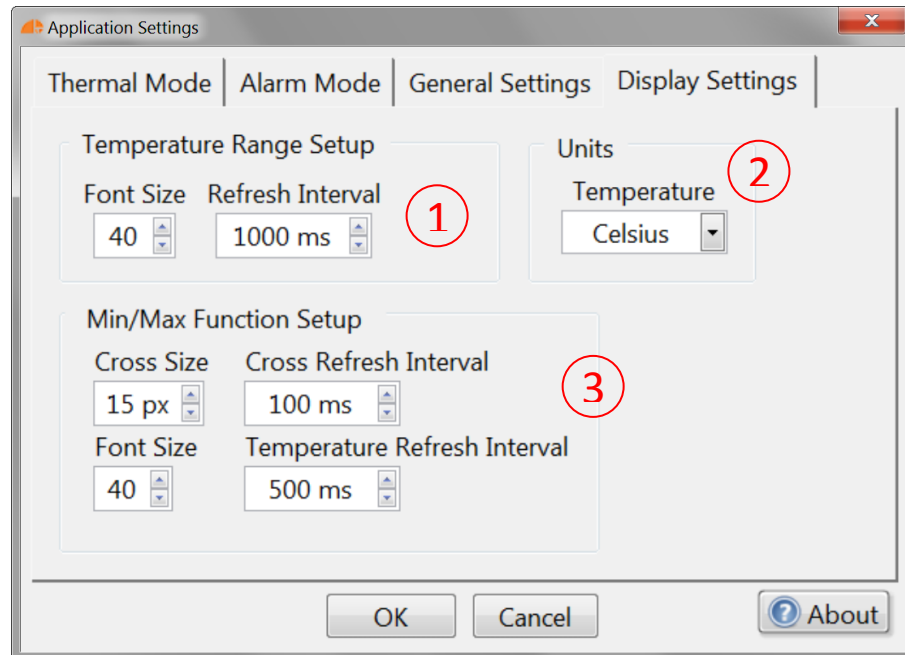 Application Settings
x
Thermal Mode Alarm Mode General Settings Display Settings
Temperature Range Setup
Font Size Refresh Interval
40 1000 ms
1
Units
Temperature
Celsius
2
Min/Max Function Setup
Cross Size Cross Refresh Interval
15 px 100 ms
Font Size Temperature Refresh Interval
40 500 ms
3
OK Cancel ? About